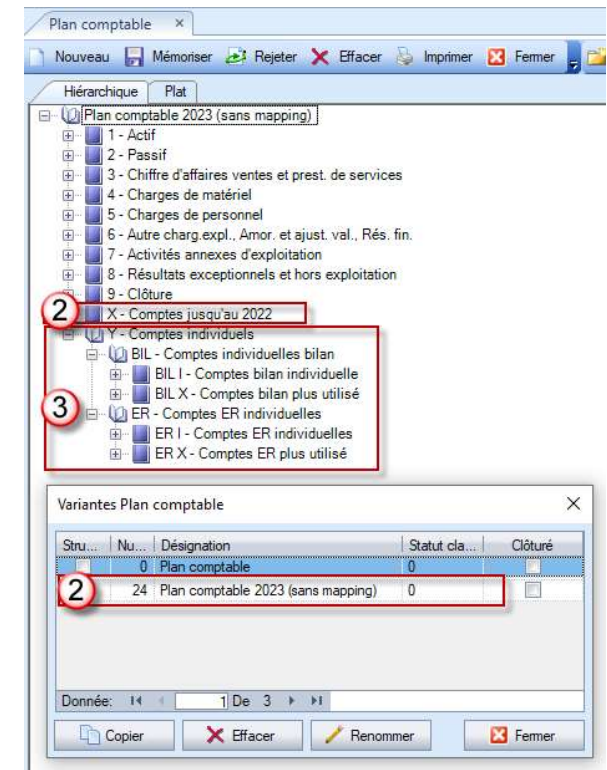 Plan comptable
Nouveau Mémoriser Rejeter Effacer Imprimer Fermer
Hiérarchique Plat
Plan comptable 2023 (sans mapping)
1 - Actif
2 - Passif
3 - Chiffre d'affaires ventes et prest. de services
4 - Charges de matériel
5 - Charges de personnel
6 - Autre charg.expl., Amor. et ajust. val., Rés. fin.
7 - Activités annexes d'exploitation
8 - Résultats exceptionnels et hors exploitation
9 - Clôture
2 X - Comptes jusqu'au 2022
Y - Comptes individuels
BIL - Comptes individuelles bilan
BIL I - Comptes bilan individuelle
BIL X - Comptes bilan plus utilisé
3 ER - Comptes ER individuelles
ER I - Comptes ER individuelles
ER X - Comptes ER plus utilisé
Variantes Plan comptable
Stru... Nu... Désignation Statut cla... Clôturé
0 Plan comptable 0
2 24 Plan comptable 2023 (sans mapping) 0
Donnée: 1 De 3
Copier Effacer Renommer Fermer